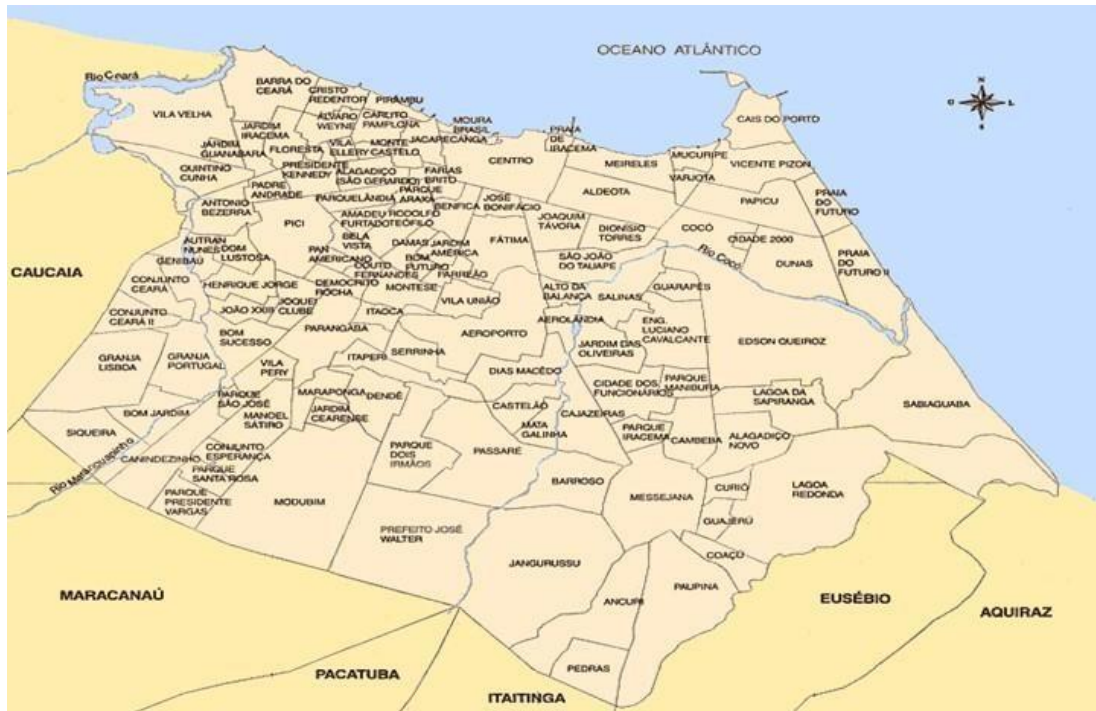 OCEANO ATLÂNTICO
N
O
L
S
Rio Ceará
BARRA DO
CEARÁ
CRISTO
REDENTOR
PIRAMBU
VILA VELHA
JARDIM
IRACEMA
ÁLVARO
WEYNE
CARLITO
PAMPLONA
MOURA
BRASIL
JACARECANGA
PRAIA
DE
IRACEMA
CAIS DO PORTO
JARDIM
GUANABARA
FLORESTA
VILA
ELLERY
MONTE
CASTELO
CENTRO
MEIRELES
MUCURIPE
VICENTE PIZON
QUINTINO
CUNHA
PRESIDENTE
KENNEDY
ALAGADIÇO
(SÃO GERARDO)
FARIAS
BRITO
VARJOTA
PADRE
ANDRADE
PARQUELÂNDIA
PARQUE
ARAXÁ
ALDEOTA
PAPICU
PRAIA
DO
FUTURO
ANTONIO
BEZERRA
PICI
AMADEU
FURTADO
RODOLFO
TEÓFILO
BENFICA
JOSÉ
BONIFÁCIO
JOAQUIM
TÁVORA
DIONÍSIO
TORRES
COCÓ
CIDADE 2000
AUTRAN
NUNES
DOM
LUSTOSA
BELA
VISTA
DAMAS
JARDIM
AMÉRICA
FÁTIMA
SÃO JOÃO
DO TAUAPE
Rio Cocó
DUNAS
PRAIA
DO
FUTURO II
GENIBAÚ
PAN
AMERICANO
COUTO
FERNANDES
BOM
FUTURO
PARREÃO
CAUCAIA
CONJUNTO
CEARÁ
HENRIQUE JORGE
DEMOCRITO
ROCHA
MONTESE
VILA UNIÃO
ALTO DA
BALANÇA
SALINAS
GUARAPÉS
CONJUNTO
CEARÁ II
JOÃO XXIII
JOQUEI
CLUBE
ITAOCA
AEROLÂNDIA
ENG.
LUCIANO
CAVALCANTE
BOM
SUCESSO
PARANGABA
AEROPORTO
JARDIM DAS
OLIVEIRAS
EDSON QUEIROZ
GRANJA
LISBOA
GRANJA
PORTUGAL
VILA
PERY
ITAPERI
SERRINHA
DIAS MACÊDO
CIDADE DOS
FUNCIONÁRIOS
PARQUE
MANIBURA
LAGOA DA
SAPIRANGA
SABIAGUABA
BOM JARDIM
PARQUE
SÃO JOSÉ
MARAPONGA
DENDÊ
JARDIM
CEARENSE
CASTELÃO
CAJAZEIRAS
SIQUEIRA
MANOEL
SÁTIRO
MATA
GALINHA
PARQUE
IRACEMA
CAMBEBA
ALAGADIÇO
NOVO
CANINDEZINHO
CONJUNTO
ESPERANÇA
PARQUE
DOIS
IRMÃOS
PASSARÉ
Rio Maranguapinho
PARQUE
SANTA ROSA
BARROSO
MESSEJANA
CURIÓ
LAGOA
REDONDA
PARQUE
PRESIDENTE
VARGAS
MODUBIM
GUAJERÚ
PREFEITO JOSÉ
WALTER
JANGURUSSU
COAÇÚ
MARACANAÚ
ANCURI
PAUPINA
EUSÉBIO
AQUIRAZ
PACATUBA
PEDRAS
ITAITINGA